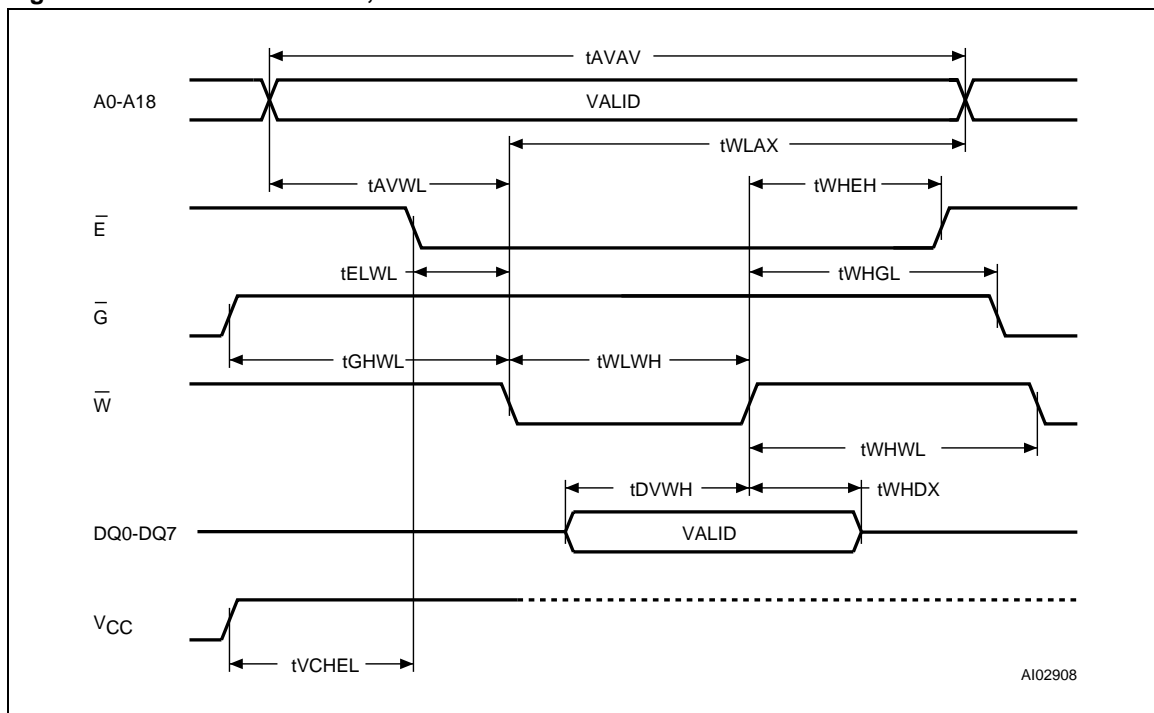 tAVAV
A0-A18
VALID
tWLAX
tAVWL
tWHEH
E
tELWL
tWHGL
G
tGHWL
tWLWH
W
tWHWL
tDVWH
tWHDX
DQ0-DQ7
VALID
VCC
tVCHEL
AI02908